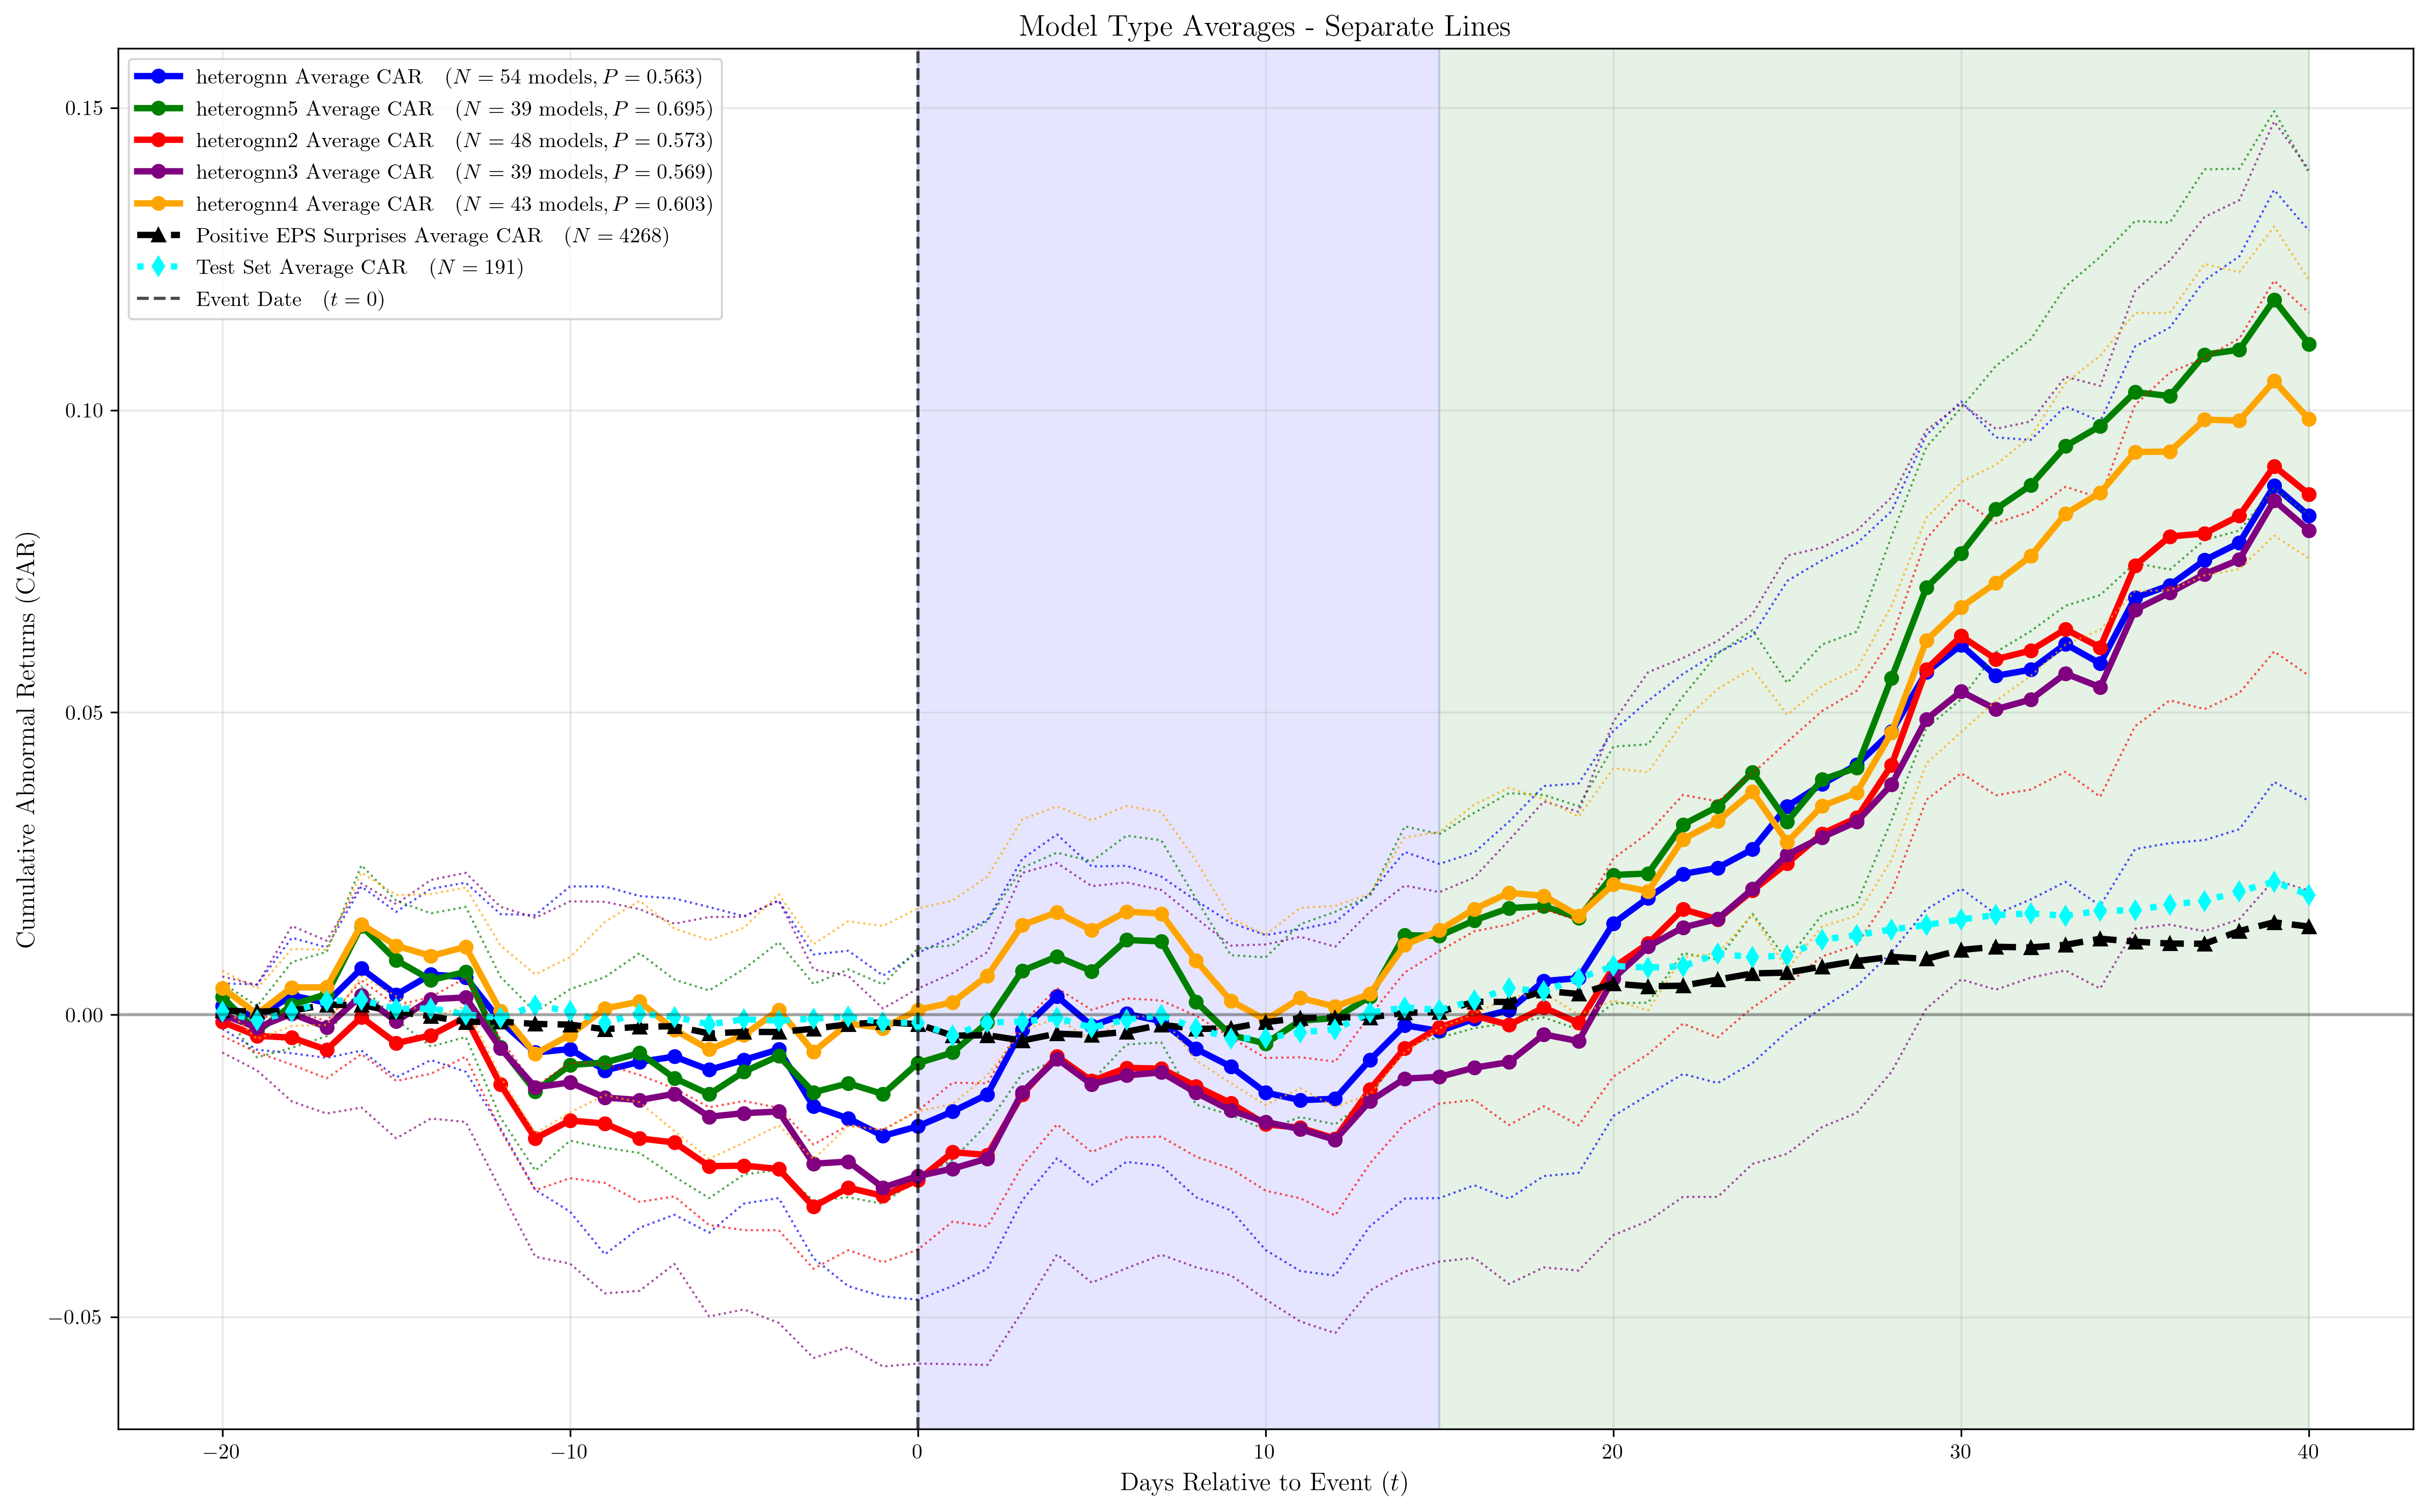 Model Type Averages - Separate Lines
heterognn Average CAR (N = 54 models, P = 0.563)
heterognn5 Average CAR (N = 39 models, P = 0.695)
heterognn2 Average CAR (N = 48 models, P = 0.573)
heterognn3 Average CAR (N = 39 models, P = 0.569)
heterognn4 Average CAR (N = 43 models, P = 0.603)
Positive EPS Surprises Average CAR (N = 4268)
Test Set Average CAR (N = 191)
Event Date (t = 0)
Cumulative Abnormal Returns (CAR)
0.15
0.10
0.05
0.00
−0.05
−20 −10 0 10 20 30 40
Days Relative to Event (t)